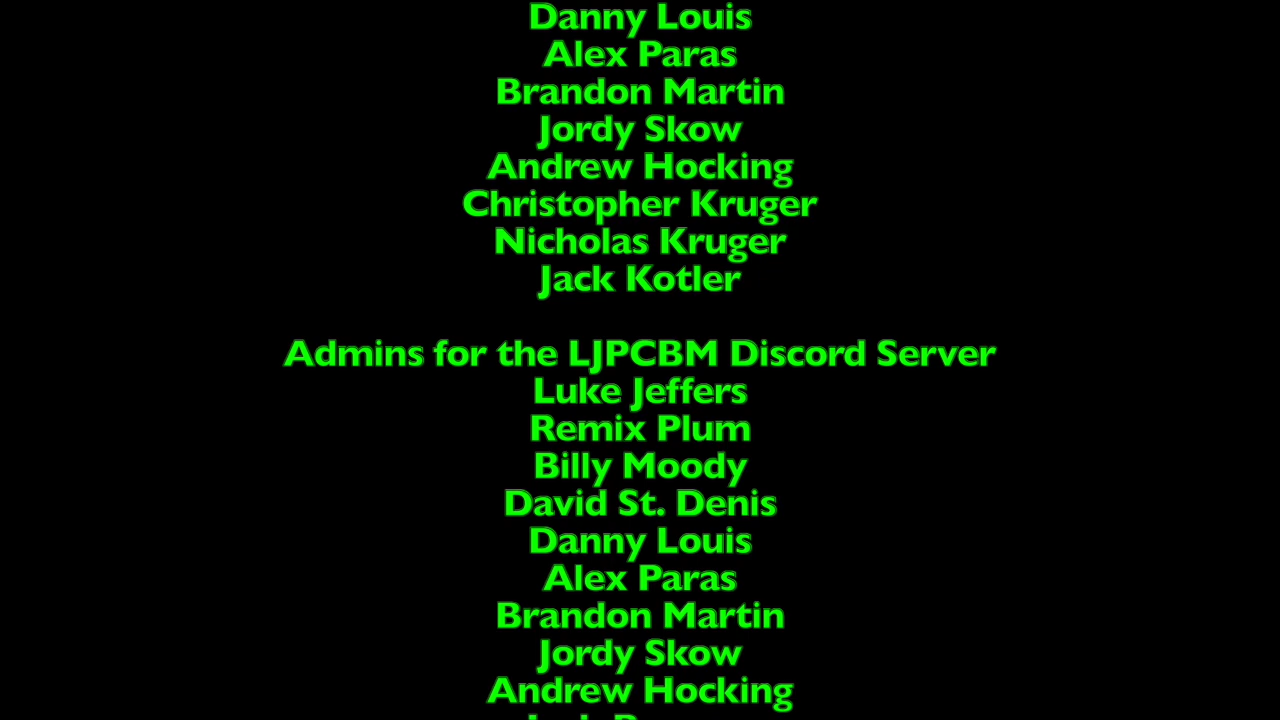 Danny Louis
Alex Paras
Brandon Martin
Jordy Skow
Andrew Hocking
Christopher Kruger
Nicholas Kruger
Jack Kotler
Admins for the LJPCBM Discord Server
Luke Jeffers
Remix Plum
Billy Moody
David St. Denis
Danny Louis
Alex Paras
Brandon Martin
Jordy Skow
Andrew Hocking